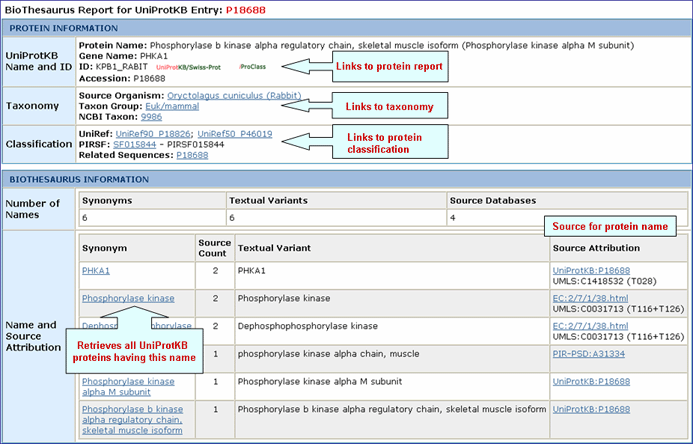 BioThesaurus Report for UniProtKB Entry: P18688
PROTEIN INFORMATION
UniProtKB Name and ID
Protein Name: Phosphorylase b kinase alpha regulatory chain, skeletal muscle isoform (Phosphorylase kinase alpha M subunit)
Gene Name: PHKA1
ID: KPB1_RABIT UniProtKB/Swiss-Prot iProClass
Accession: P18688
Links to protein report
Taxonomy
Source Organism: Oryctolagus cuniculus (Rabbit)
Taxon Group: Euk/mammal
NCBI Taxon: 9986
Links to taxonomy
Classification
UniRef: UniRef90_P18826; UniRef50_P46019
PIRSF: SF015844 - PIRSF015844
Related Sequences: P18688
Links to protein
classification
BIOTHESAURUS INFORMATION
Number of
Names
Synonyms Textual Variants Source Databases
6 6 4
Source for protein name
Name and
Source
Attribution
Synonym Source Count Textual Variant Source Attribution
PHKA1 2 PHKA1 UniProtKB:P18688
UMLS:C1418532 (T028)
Phosphorylase kinase 2 Phosphorylase kinase EC:2/7/1/38.html
UMLS:C0031713 (T116+T126)
Dephosphophosphorylase 2 Dephosphophosphorylase kinase EC:2/7/1/38.html
UMLS:C0031713 (T116+T126)
Retrieves all UniProtKB
proteins having this name
1 phosphorylase kinase alpha chain, muscle PIR-PSD:A31334
Phosphorylase kinase 1 Phosphorylase kinase alpha M subunit UniProtKB:P18688
alpha M subunit
Phosphorylase b kinase 1 Phosphorylase b kinase alpha regulatory chain, skeletal muscle isoform UniProtKB:P18688
alpha regulatory chain,
skeletal muscle isoform